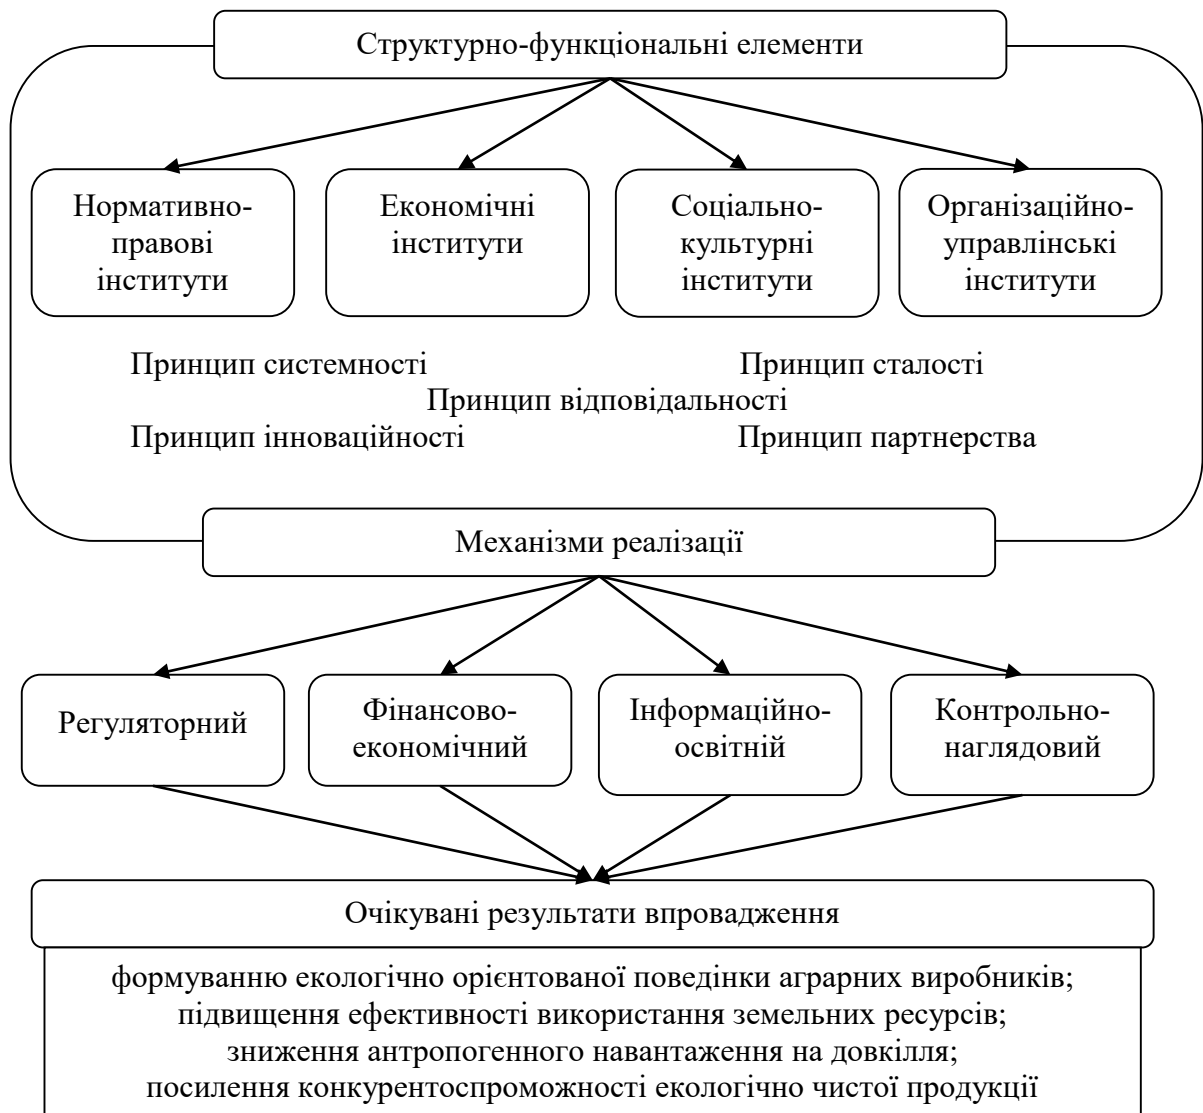 Структурно-функціональні елементи
Нормативно-
правові
інститути
Економічні
інститути
Соціально-
культурні
інститути
Організаційно-
управлінські
інститути
Принцип системності
Принцип сталості
Принцип відповідальності
Принцип інноваційності
Принцип партнерства
Механізми реалізації
Регуляторний
Фінансово-
економічний
Інформаційно-
освітній
Контрольно-
наглядовий
Очікувані результати впровадження
формуванню екологічно орієнтованої поведінки аграрних виробників;
підвищення ефективності використання земельних ресурсів;
зниження антропогенного навантаження на довкілля;
посилення конкурентоспроможності екологічно чистої продукції